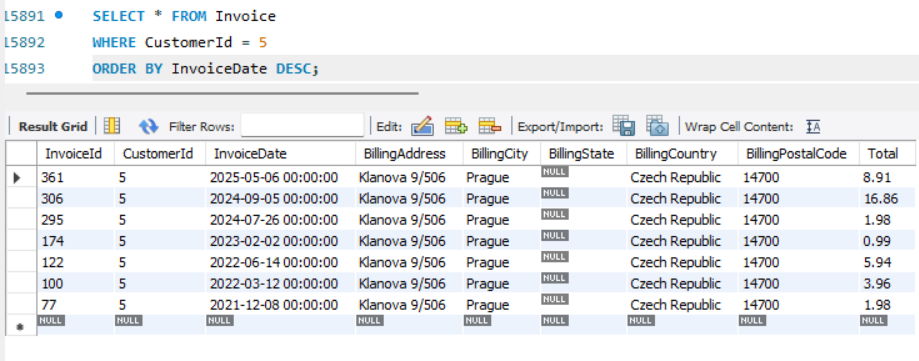 15891 SELECT * FROM Invoice
15892 WHERE CustomerId = 5
15893 ORDER BY InvoiceDate DESC;
Result Grid Filter Rows: Edit: Export/Import: Wrap Cell Content: IA
InvoiceId CustomerId InvoiceDate BillingAddress BillingCity BillingState BillingCountry BillingPostalCode Total
361 5 2025-05-06 00:00:00 Klanova 9/506 Prague NULL Czech Republic 14700 8.91
306 5 2024-09-05 00:00:00 Klanova 9/506 Prague NULL Czech Republic 14700 16.86
295 5 2024-07-26 00:00:00 Klanova 9/506 Prague NULL Czech Republic 14700 1.98
174 5 2023-02-02 00:00:00 Klanova 9/506 Prague NULL Czech Republic 14700 0.99
122 5 2022-06-14 00:00:00 Klanova 9/506 Prague NULL Czech Republic 14700 5.94
100 5 2022-03-12 00:00:00 Klanova 9/506 Prague NULL Czech Republic 14700 3.96
77 5 2021-12-08 00:00:00 Klanova 9/506 Prague NULL Czech Republic 14700 1.98
NULL NULL NULL NULL NULL NULL NULL NULL NULL